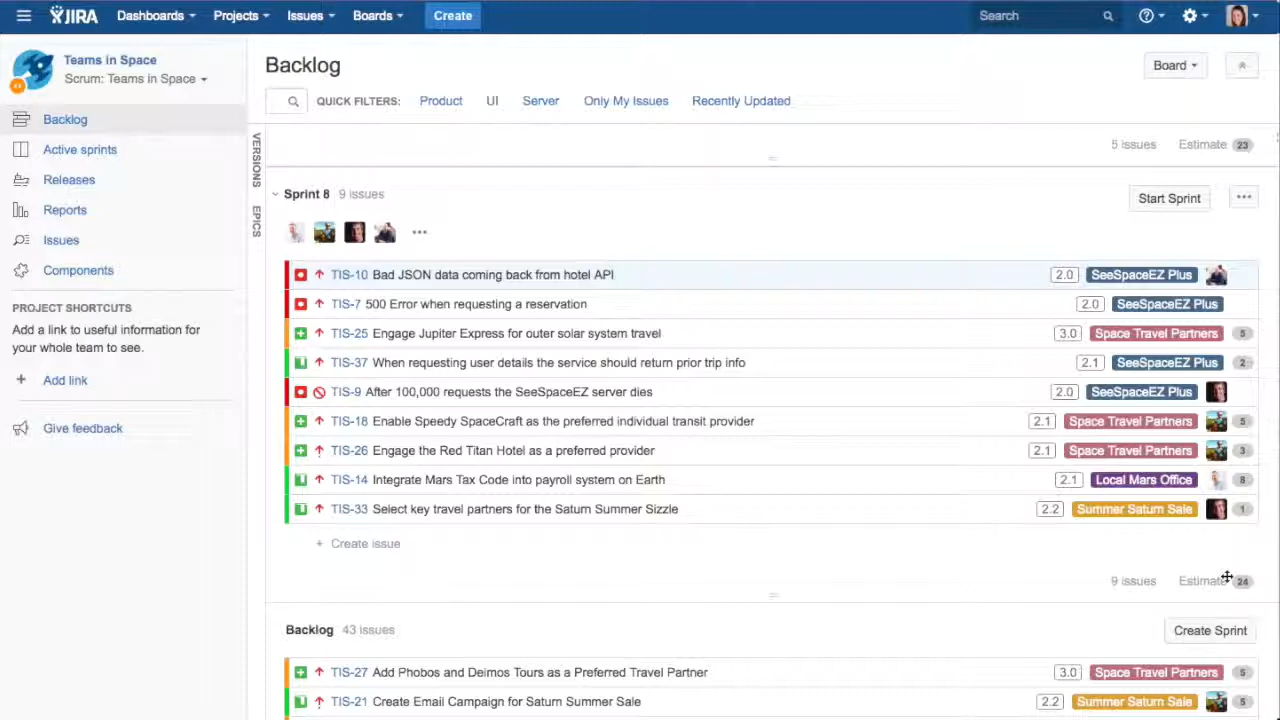 JIRA Dashboards Projects Issues Boards Create Search
Teams in Space
Scrum: Teams in Space
Backlog
Active sprints
Releases
Reports
Issues
Components
PROJECT SHORTCUTS
Add a link to useful information for
your whole team to see.
+ Add link
Give feedback
VERSIONS
EPICS
Backlog
Board
QUICK FILTERS: Product UI Server Only My Issues Recently Updated
5 issues Estimate 23
Sprint 8 9 issues
Start Sprint ···
···
TIS-10 Bad JSON data coming back from hotel API 2.0 SeeSpaceEZ Plus
TIS-7 500 Error when requesting a reservation 2.0 SeeSpaceEZ Plus
TIS-25 Engage Jupiter Express for outer solar system travel 3.0 Space Travel Partners 5
TIS-37 When requesting user details the service should return prior trip info 2.1 SeeSpaceEZ Plus 2
TIS-9 After 100,000 requests the SeeSpaceEZ server dies 2.0 SeeSpaceEZ Plus
TIS-18 Enable Speedy SpaceCraft as the preferred individual transit provider 2.1 Space Travel Partners 5
TIS-26 Engage the Red Titan Hotel as a preferred provider 2.1 Space Travel Partners 3
TIS-14 Integrate Mars Tax Code into payroll system on Earth 2.1 Local Mars Office 8
TIS-33 Select key travel partners for the Saturn Summer Sizzle 2.2 Summer Saturn Sale 1
+ Create issue
9 issues Estimate 24
Backlog 43 issues
Create Sprint
TIS-27 Add Phobos and Deimos Tours as a Preferred Travel Partner 3.0 Space Travel Partners 5
TIS-21 Create Email Campaign for Saturn Summer Sale 2.2 Summer Saturn Sale 5